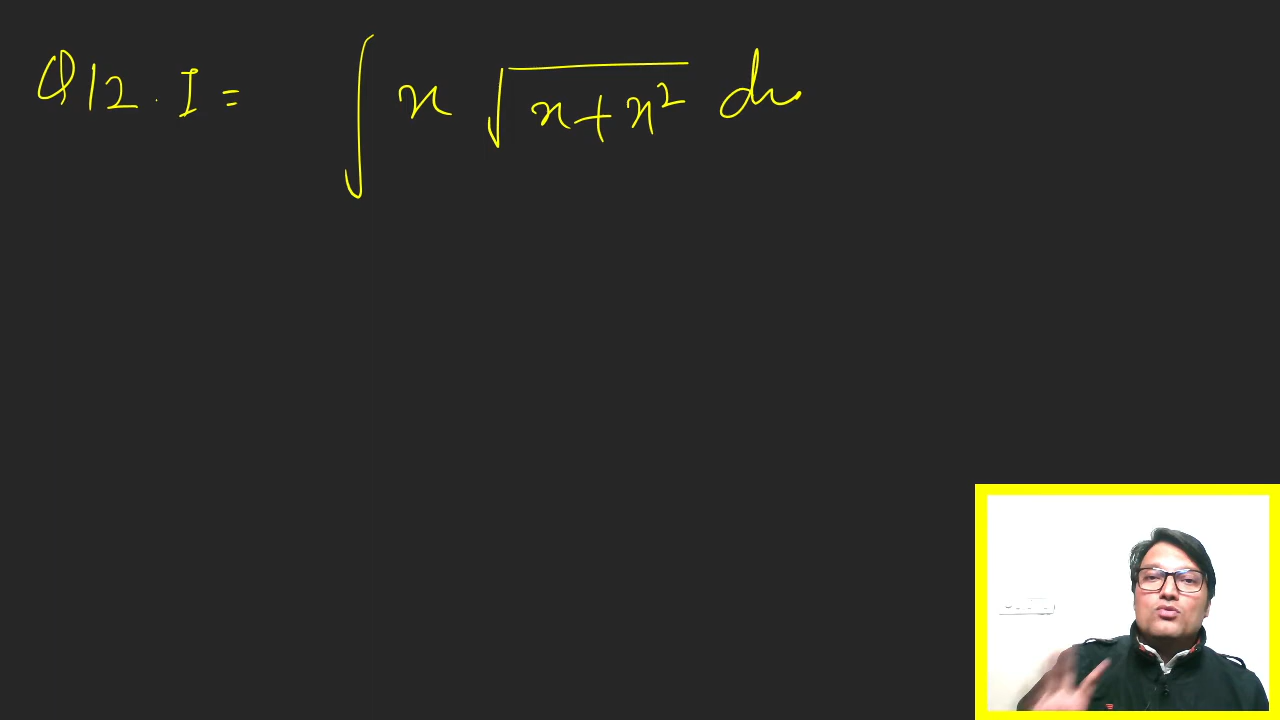 Q12. I = ∫ x √(x+x²) dx